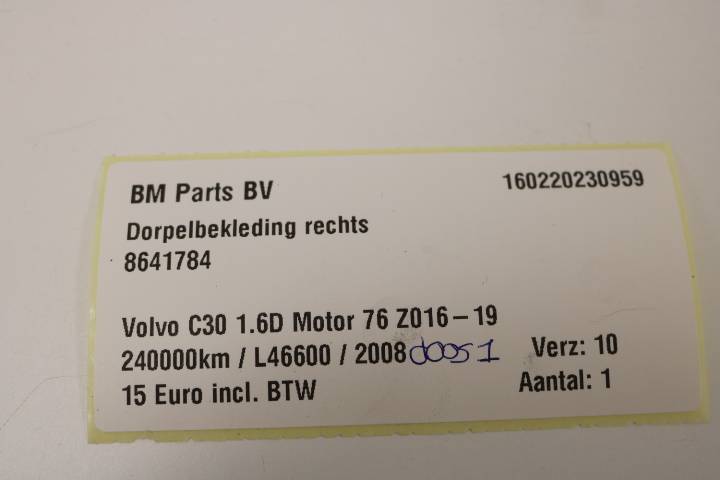 BM Parts BV 160220230959
Dorpelbekleding rechts
8641784
Volvo C30 1.6D Motor 76 Z016-19
240000km / L46600 / 2008 doos 1 Verz: 10
15 Euro incl. BTW Aantal: 1